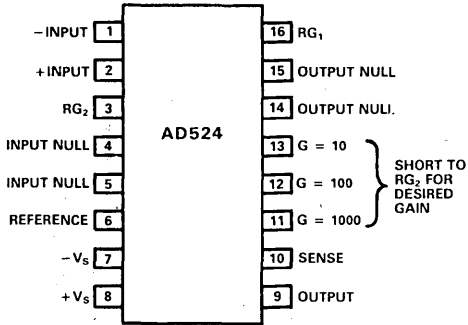 -INPUT 1 16 RG₁
+INPUT 2 15 OUTPUT NULL
RG₂ 3 14 OUTPUT NULL
AD524
INPUT NULL 4 13 G = 10
INPUT NULL 5 12 G = 100
REFERENCE 6 11 G = 1000
SHORT TO
RG₂ FOR
DESIRED
GAIN
-Vₛ 7 10 SENSE
+Vₛ 8 9 OUTPUT